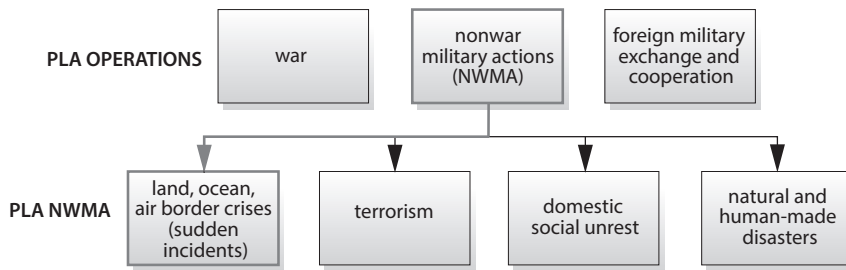 PLA OPERATIONS
war
nonwar
military actions
(NWMA)
foreign military
exchange and
cooperation
PLA NWMA
land, ocean,
air border crises
(sudden
incidents)
terrorism
domestic
social unrest
natural and
human-made
disasters